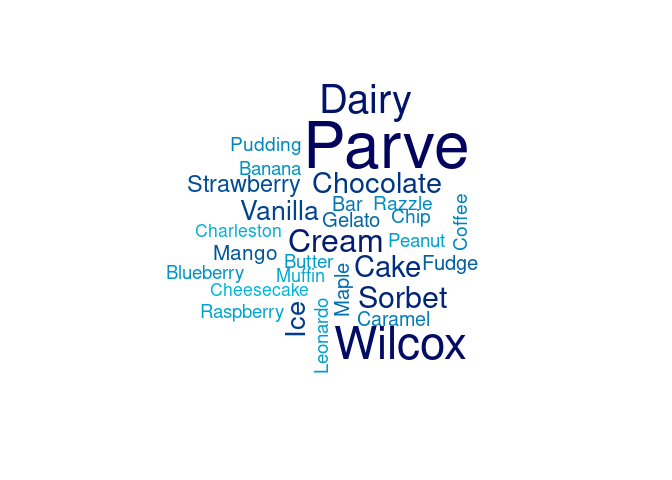 Dairy
Parve
Pudding
Banana
Strawberry
Chocolate
Vanilla
Bar
Razzle
Gelato
Chip
Coffee
Charleston
Cream
Peanut
Mango
Butter
Cake
Fudge
Blueberry
Muffin
Maple
Cheesecake
Sorbet
Raspberry
Ice
Leonardo
Caramel
Wilcox